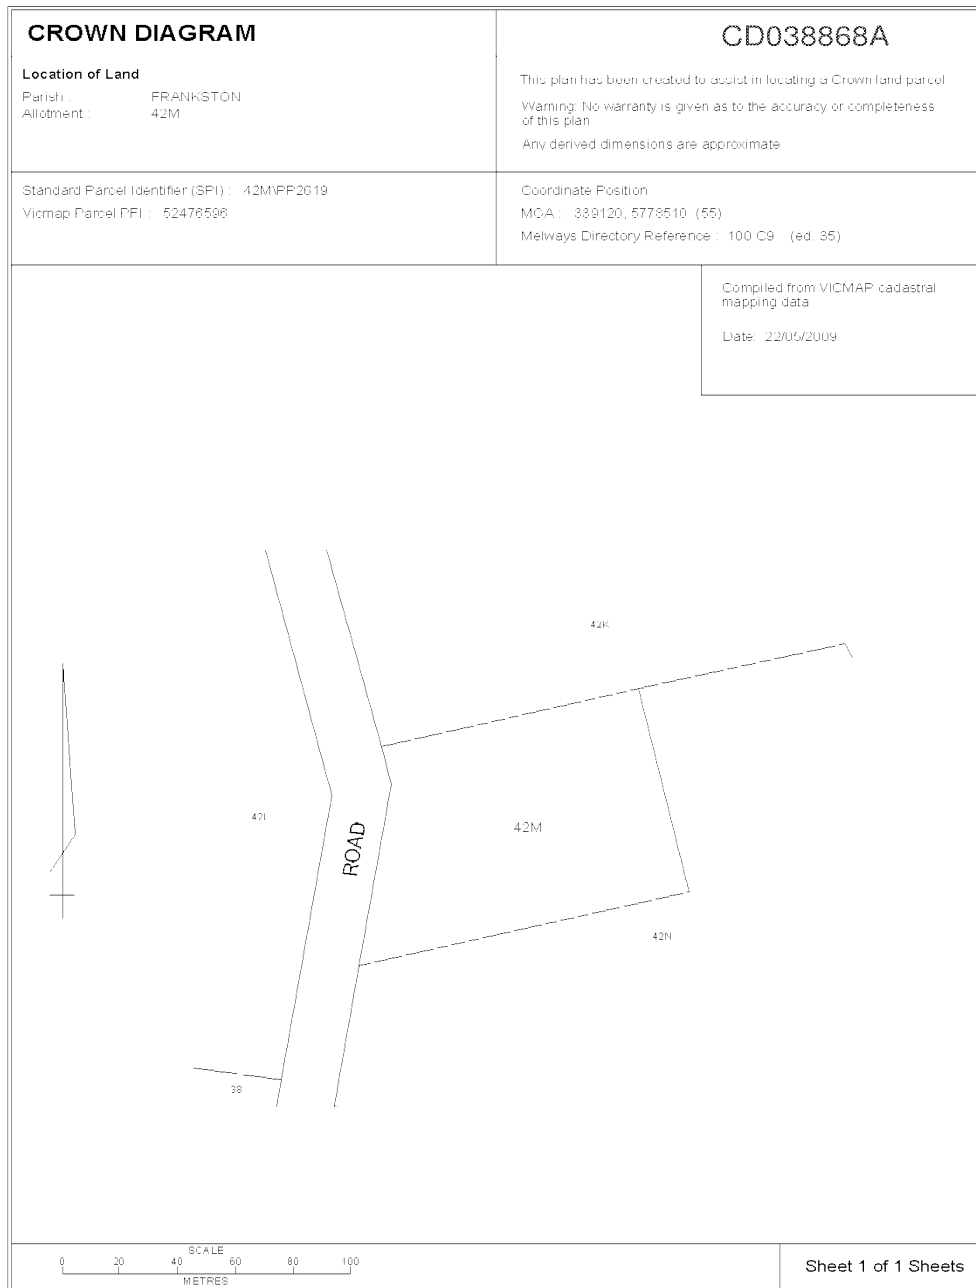 CROWN DIAGRAM
CD038868A
Location of Land
Parish : FRANKSTON
Allotment : 42M
This plan has been created to assist in locating a Crown land parcel
Warning: No warranty is given as to the accuracy or completeness
of this plan
Any derived dimensions are approximate
Standard Parcel Identifier (SPI) : 42M\PP2619
Vicmap Parcel PFI : 52476596
Coordinate Position
MGA : 339120, 5778510 (55)
Melways Directory Reference : 100 C9 (ed. 35)
Compiled from VICMAP cadastral
mapping data
Date: 22/05/2009
42K
42L
ROAD
42M
42N
38
SCALE
0 20 40 60 80 100
METRES
Sheet 1 of 1 Sheets